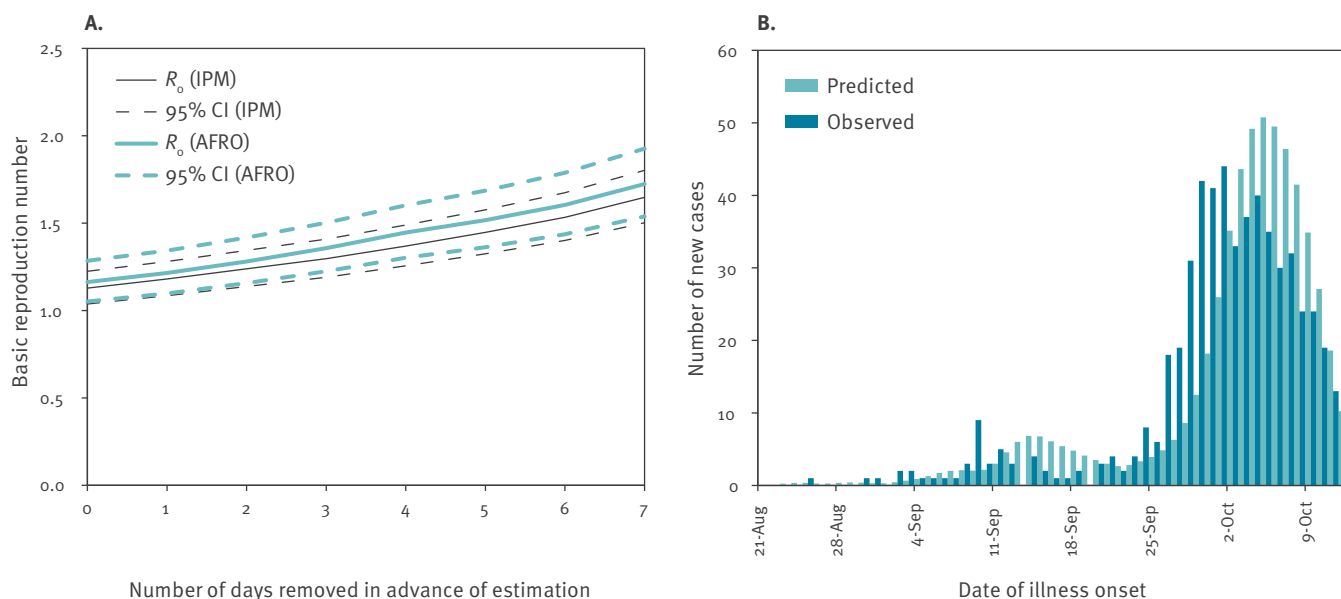 A.
Basic reproduction number
2.5
2.0
1.5
1.0
0.5
0.0
R₀ (IPM)
95% CI (IPM)
R₀ (AFRO)
95% CI (AFRO)
0 1 2 3 4 5 6 7
Number of days removed in advance of estimation
B.
Number of new cases
60
50
40
30
20
10
0
Predicted
Observed
21-Aug
28-Aug
4-Sep
11-Sep
18-Sep
25-Sep
2-Oct
9-Oct
Date of illness onset